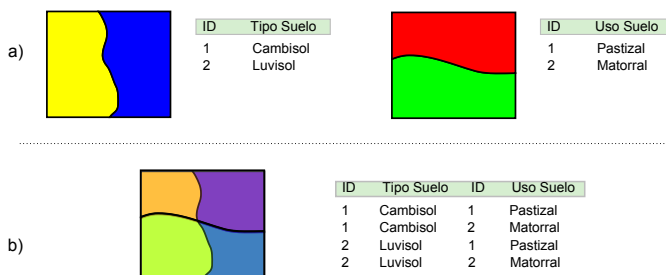 a)
ID Tipo Suelo
1 Cambisol
2 Luvisol
ID Uso Suelo
1 Pastizal
2 Matorral
b)
ID Tipo Suelo ID Uso Suelo
1 Cambisol 1 Pastizal
1 Cambisol 2 Matorral
2 Luvisol 1 Pastizal
2 Luvisol 2 Matorral